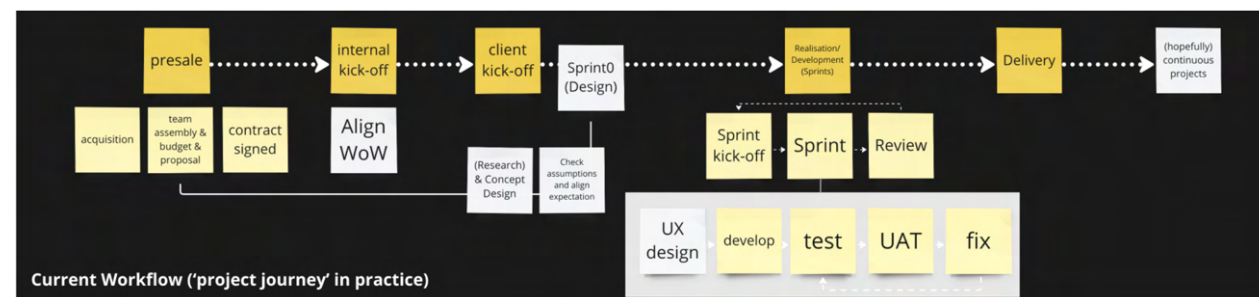 presale
internal
kick-off
client
kick-off
Sprint0
(Design)
Realisation/
Development
(Sprints)
Delivery
(hopefully)
continuous
projects
acquisition
team
assembly &
budget &
proposal
contract
signed
Align
WoW
(Research)
& Concept
Design
Check
assumptions
and align
expectation
Sprint
kick-off
Sprint
Review
UX
design
develop
test
UAT
fix
Current Workflow (‘project journey’ in practice)